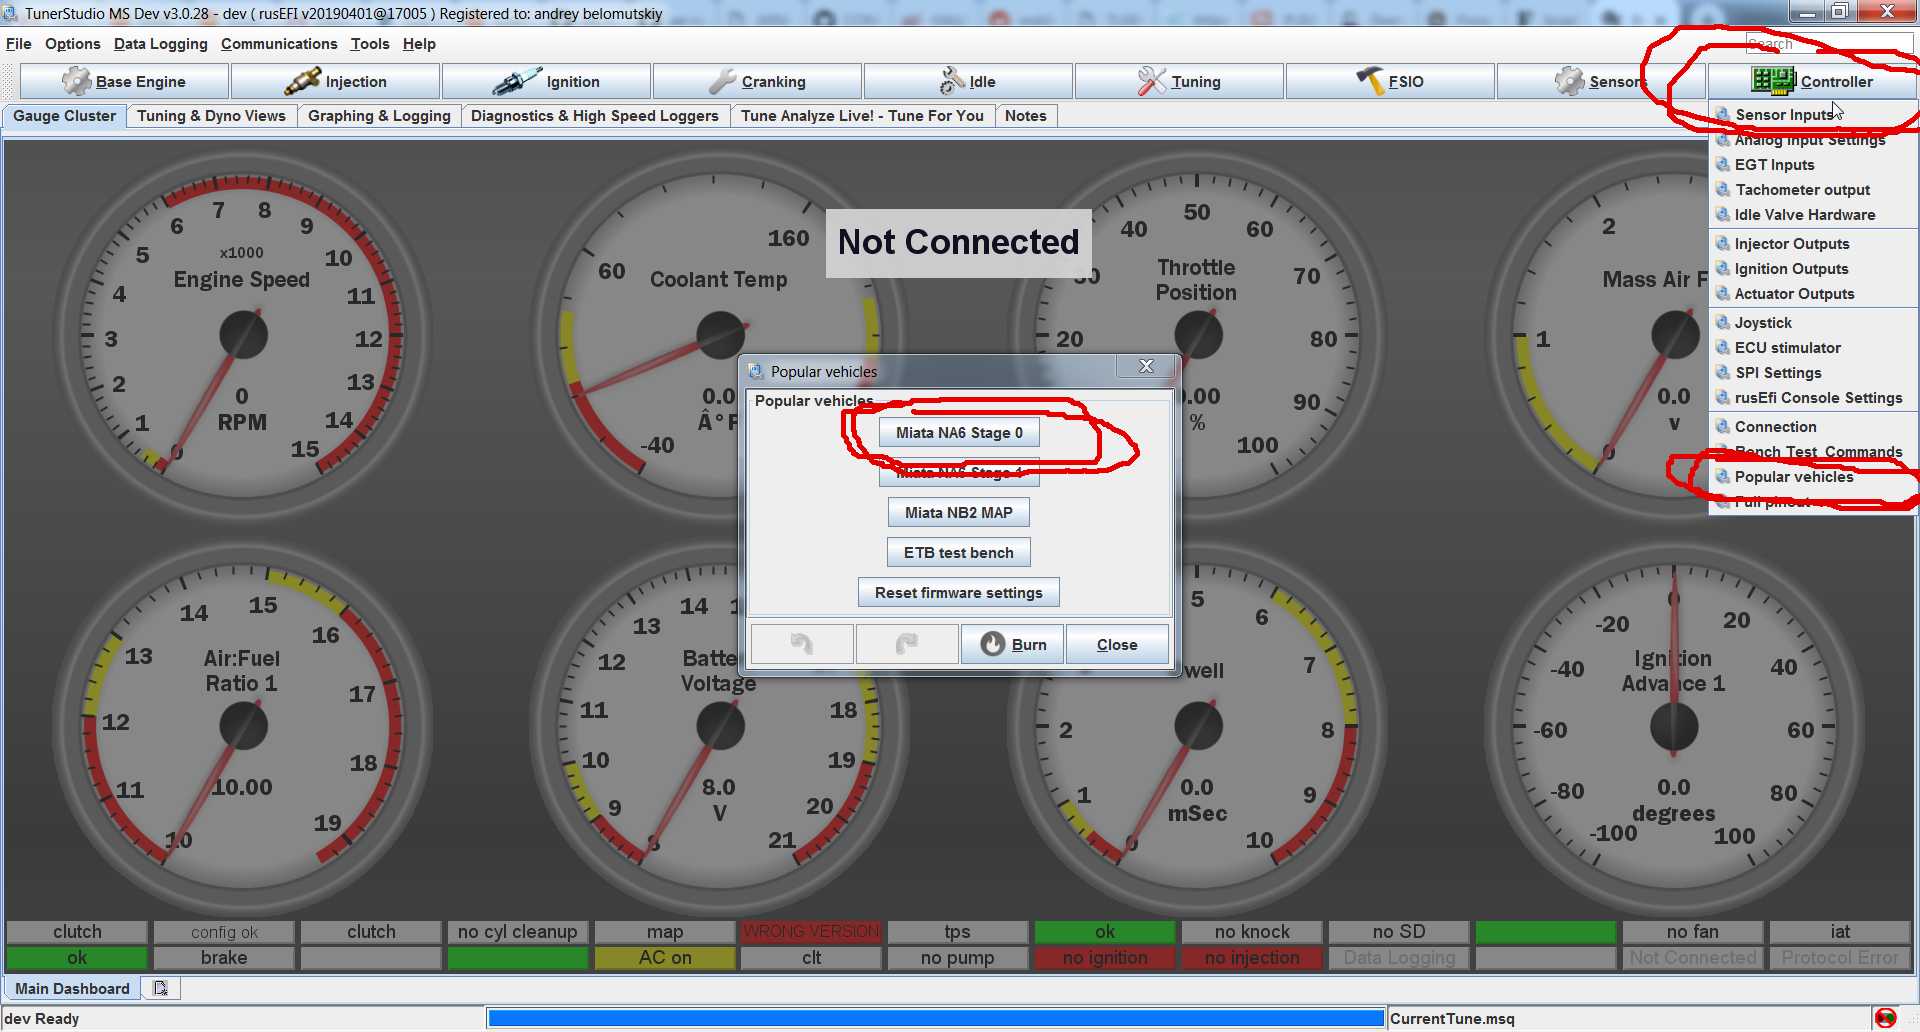 TunerStudio MS Dev v3.0.28 - dev ( rusEFI v20190401@17005 ) Registered to: andrey belomutskiy
File Options Data Logging Communications Tools Help
Search
Base Engine Injection Ignition Cranking Idle Tuning FSIO Sensors Controller
Gauge Cluster Tuning & Dyno Views Graphing & Logging Diagnostics & High Speed Loggers Tune Analyze Live! - Tune For You Notes
Sensor Inputs
Analog Input Settings
EGT Inputs
Tachometer output
Idle Valve Hardware
Injector Outputs
Ignition Outputs
Actuator Outputs
Joystick
ECU stimulator
SPI Settings
rusEfi Console Settings
Connection
Bench Test Commands
Popular vehicles
Full pinout
Not Connected
0 1 2 3 4 5 6 7 8 9 10 11 12 13 14 15
x1000
Engine Speed
0
RPM
-40 60 160
Coolant Temp
0.0
Â°F
20 30 40 50 60 70 80 90 100
Throttle
Position
0.00
%
0 1 2
Mass Air F
0.0
v
Popular vehicles
Popular vehicles
Miata NA6 Stage 0
Miata NA6 Stage 1
Miata NB2 MAP
ETB test bench
Reset firmware settings
Burn Close
10 11 12 13 14 15 16 17 18 19
Air:Fuel
Ratio 1
10.00
8 9 10 11 12 13 14 18 19 20 21
Batte
Voltage
8.0
V
0 1 2 5 6 7 8 9 10
well
0.0
mSec
-100 -80 -60 -40 -20 0 20 40 60 80 100
Ignition
Advance 1
0.0
degrees
clutch config ok clutch no cyl cleanup map WRONG VERSION tps ok no knock no SD no fan iat
ok brake AC on clt no pump no ignition no injection Data Logging Not Connected Protocol Error
Main Dashboard
dev Ready CurrentTune.msq